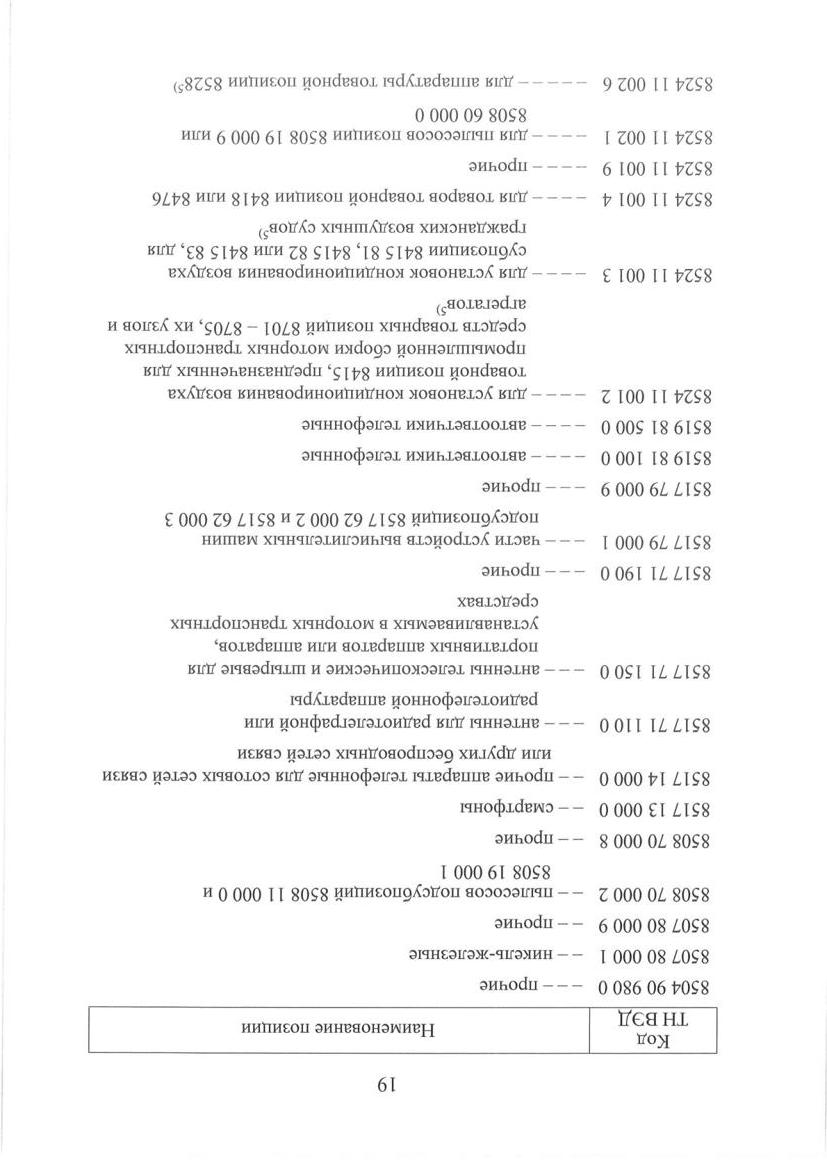 19
Код
ТН ВЭД
Наименование позиции
8504 90 980 0 – – – прочие
8507 80 000 1 – – никель-железные
8507 80 000 9 – – прочие
8508 70 000 2 – – пылесосов подсубпозиций 8508 11 000 0 и
8508 19 000 1
8508 70 000 8 – – прочие
8517 13 000 0 – – смартфоны
8517 14 000 0 – – прочие аппараты телефонные для сотовых сетей связи
или других беспроводных сетей связи
8517 71 110 0 – – – антенны для радиотелеграфной или
радиотелефонной аппаратуры
8517 71 150 0 – – – антенны телескопические и штыревые для
портативных аппаратов или аппаратов,
устанавливаемых в моторных транспортных
средствах
8517 71 190 0 – – – прочие
8517 79 000 1 – – – части устройств вычислительных машин
подсубпозиций 8517 62 000 2 и 8517 62 000 3
8517 79 000 9 – – – прочие
8519 81 100 0 – – – – автоответчики телефонные
8519 81 500 0 – – – – автоответчики телефонные
8524 11 001 2 – – – – – для установок кондиционирования воздуха
товарной позиции 8415, предназначенных для
промышленной сборки моторных транспортных
средств товарных позиций 8701 – 8705, их узлов и
агрегатов⁵⁾
8524 11 001 3 – – – – – для установок кондиционирования воздуха
субпозиции 8415 81, 8415 82 или 8415 83, для
гражданских воздушных судов⁵⁾
8524 11 001 4 – – – – – для товаров товарной позиции 8418 или 8476
8524 11 001 9 – – – – – прочие
8524 11 002 1 – – – – – для пылесосов позиции 8508 19 000 9 или
8508 60 000 0
8524 11 002 6 – – – – – – для аппаратуры товарной позиции 8528⁵⁾